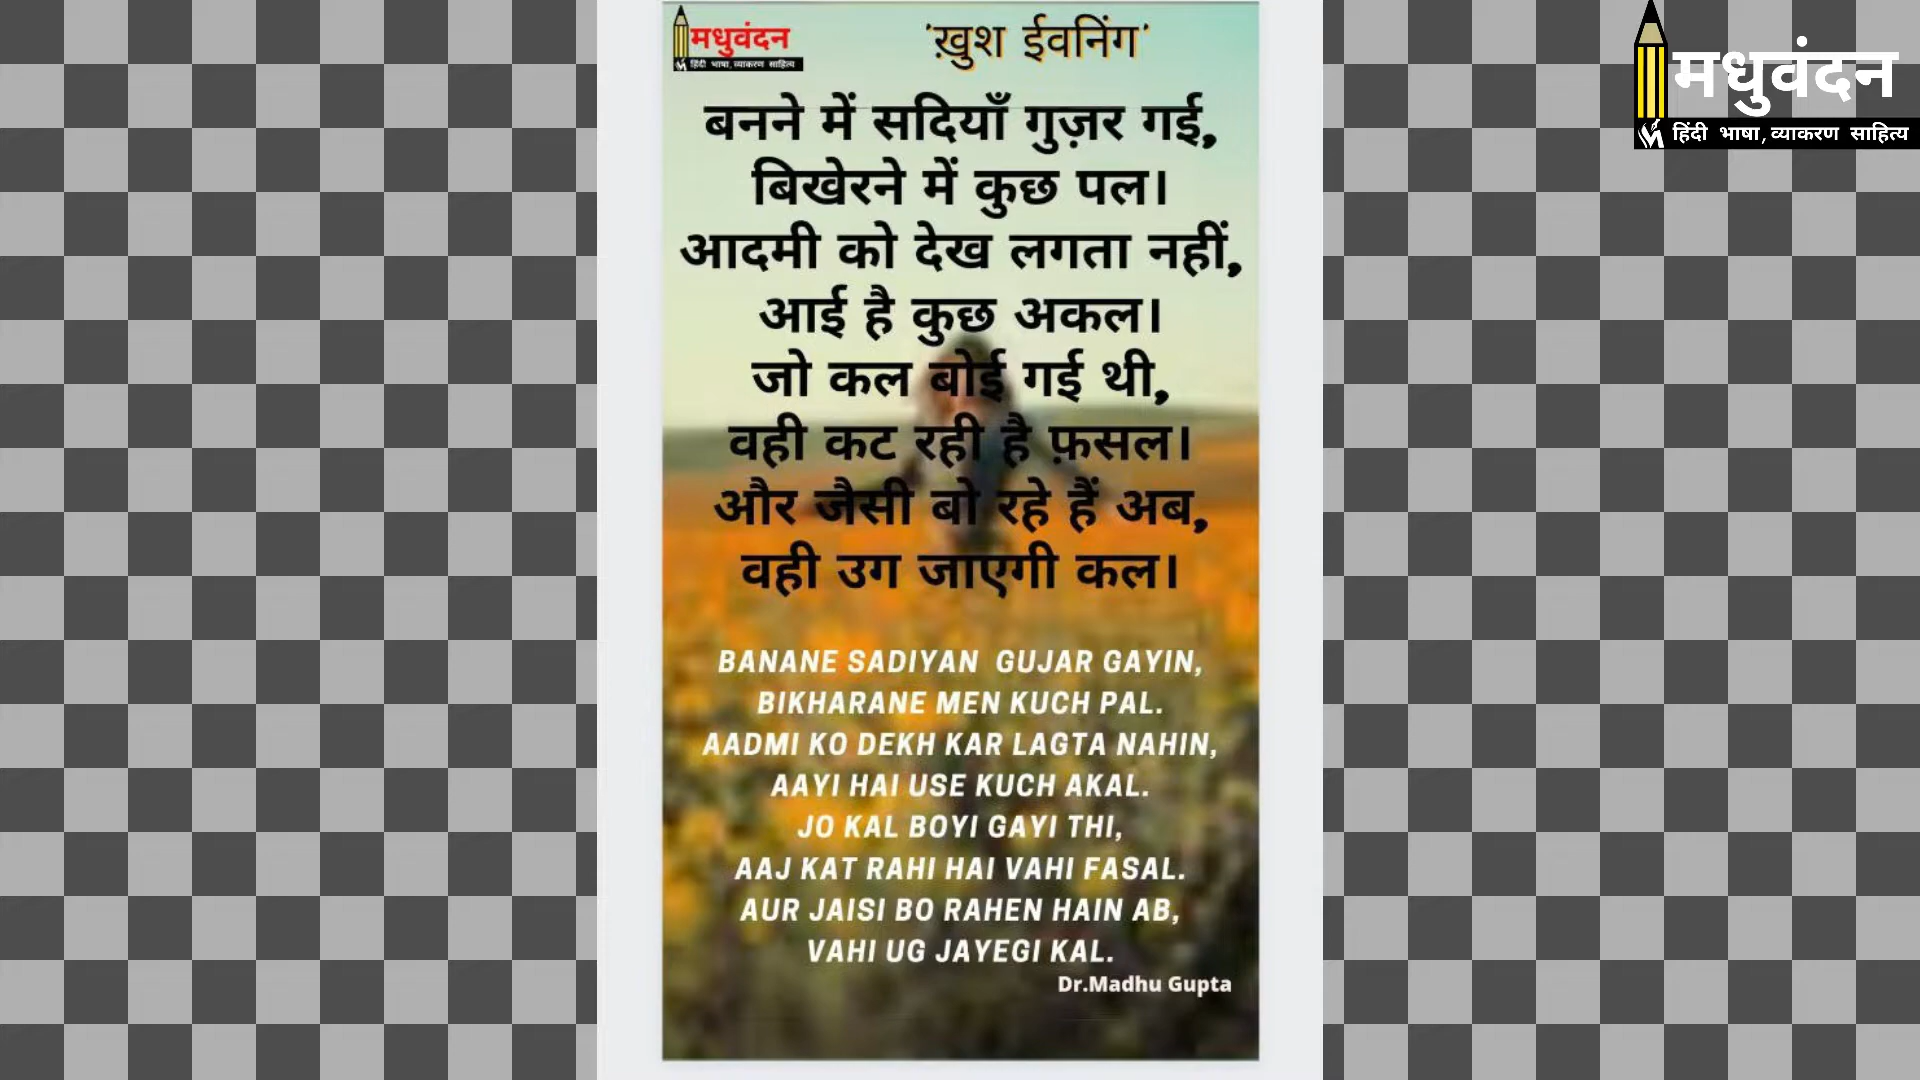 मधुवंदन
हिंदी भाषा, व्याकरण साहित्य
'ख़ुश ईवनिंग'
बनने में सदियाँ गुज़र गई,
बिखेरने में कुछ पल।
आदमी को देख लगता नहीं,
आई है कुछ अकल।
जो कल बोई गई थी,
वही कट रही है फ़सल।
और जैसी बो रहे हैं अब,
वही उग जाएगी कल।
BANANE SADIYAN GUJAR GAYIN,
BIKHARANE MEN KUCH PAL.
AADMI KO DEKH KAR LAGTA NAHIN,
AAYI HAI USE KUCH AKAL.
JO KAL BOYI GAYI THI,
AAJ KAT RAHI HAI VAHI FASAL.
AUR JAISI BO RAHEN HAIN AB,
VAHI UG JAYEGI KAL.
Dr.Madhu Gupta
मधुवंदन
हिंदी भाषा, व्याकरण साहित्य